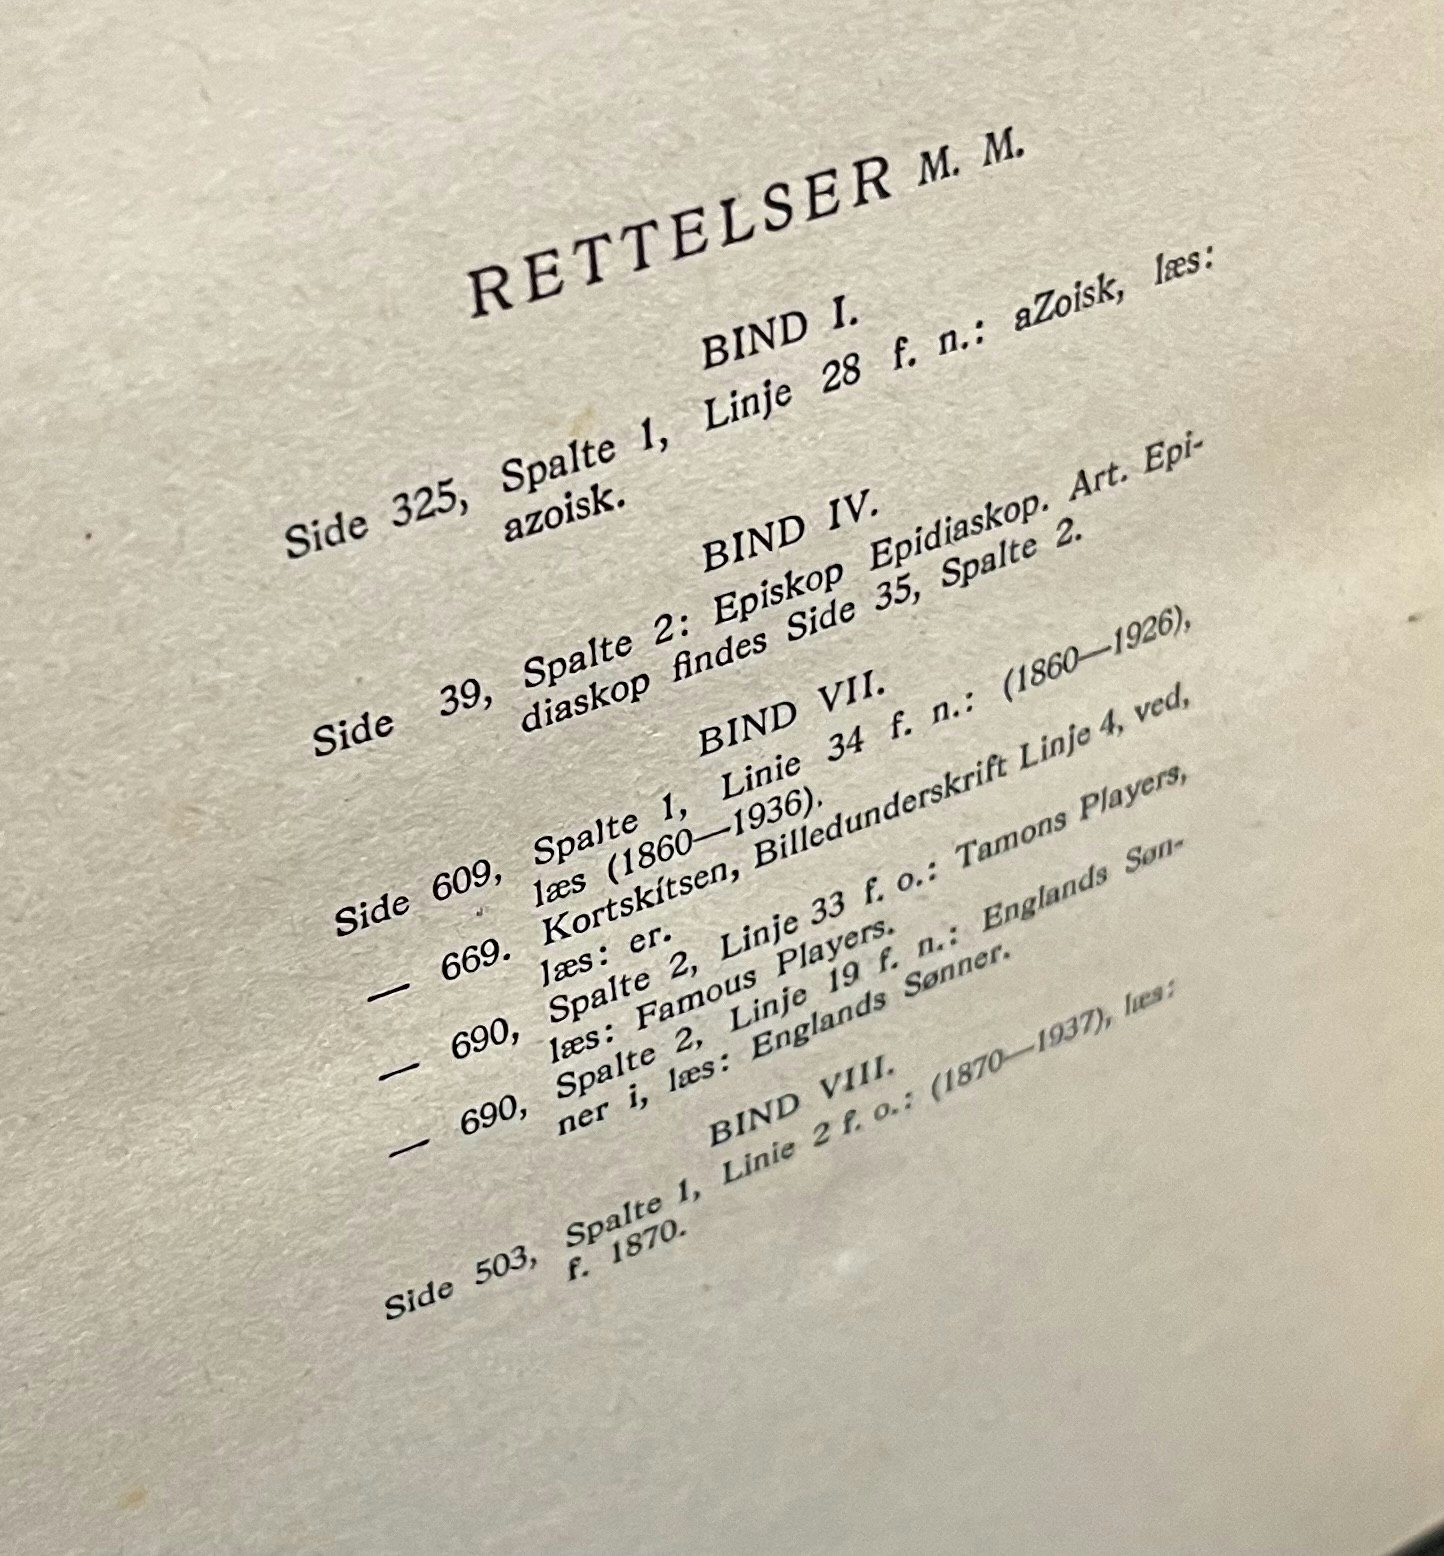 RETTELSER M. M.
BIND I.
Side 325, Spalte 1, Linje 28 f. n.: aZoisk, læs:
azoisk.
BIND IV.
Side 39, Spalte 2: Episkop Epidiaskop. Art. Epi-
diaskop findes Side 35, Spalte 2.
BIND VII.
Side 609, Spalte 1, Linie 34 f. n.: (1860—1926),
læs (1860—1936).
— 669. Kortskítsen, Billedunderskrift Linje 4, ved,
læs: er.
— 690, Spalte 2, Linje 33 f. o.: Tamons Players,
læs: Famous Players.
— 690, Spalte 2, Linje 19 f. n.: Englands Søn-
ner i, læs: Englands Sønner.
BIND VIII.
Side 503, Spalte 1, Linie 2 f. o.: (1870—1937), læs:
f. 1870.